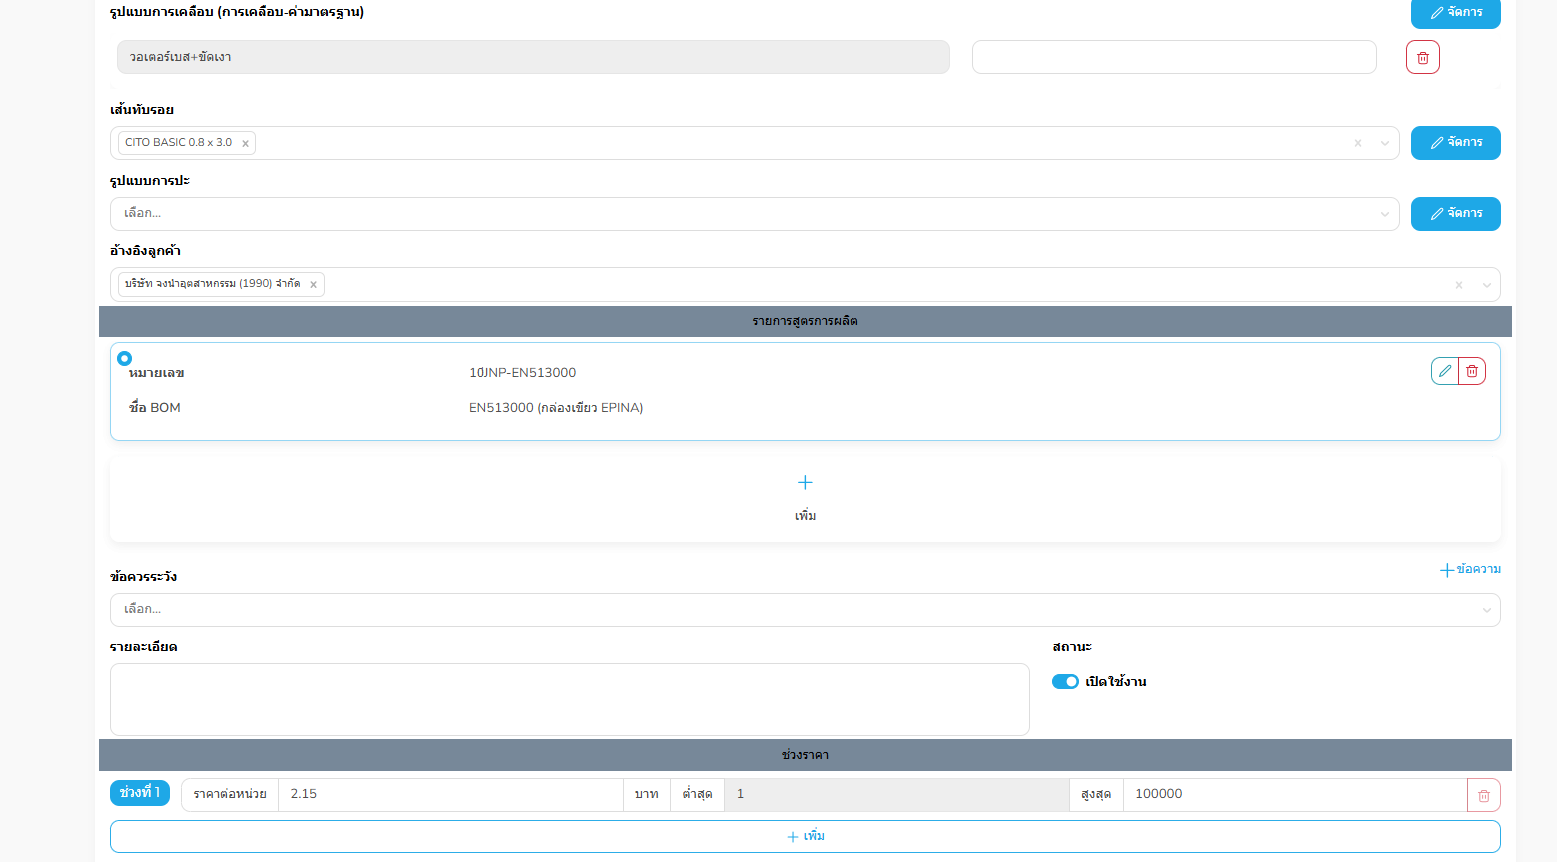 รูปแบบการเคลือบ (การเคลือบ-ค่ามาตรฐาน)
จัดการ
วอเตอร์เบส+ขัดเงา
เส้นทับรอย
CITO BASIC 0.8 x 3.0
จัดการ
รูปแบบการปะ
เลือก...
จัดการ
อ้างอิงลูกค้า
บริษัท จงนำอุตสาหกรรม (1990) จำกัด
รายการสูตรการผลิต
หมายเลข 10JNP-EN513000
ชื่อ BOM EN513000 (กล่องเขียว EPINA)
เพิ่ม
ข้อควรระวัง
ข้อความ
เลือก...
รายละเอียด สถานะ
เปิดใช้งาน
ช่วงราคา
ช่วงที่ 1 ราคาต่อหน่วย 2.15 บาท ต่ำสุด 1 สูงสุด 100000
เพิ่ม